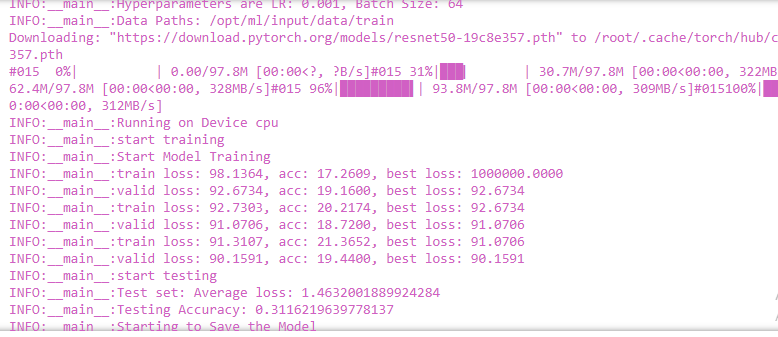 INFO:__main__:Hyperparameters are LR: 0.001, Batch Size: 64
INFO:__main__:Data Paths: /opt/ml/input/data/train
Downloading: "https://download.pytorch.org/models/resnet50-19c8e357.pth" to /root/.cache/torch/hub/c
357.pth
#015  0%|          | 0.00/97.8M [00:00<?, ?B/s]#015 31%|███       | 30.7M/97.8M [00:00<00:00, 322MB
62.4M/97.8M [00:00<00:00, 328MB/s]#015 96%|█████████▌| 93.8M/97.8M [00:00<00:00, 309MB/s]#015100%|██
0:00<00:00, 312MB/s]
INFO:__main__:Running on Device cpu
INFO:__main__:start training
INFO:__main__:Start Model Training
INFO:__main__:train loss: 98.1364, acc: 17.2609, best loss: 1000000.0000
INFO:__main__:valid loss: 92.6734, acc: 19.1600, best loss: 92.6734
INFO:__main__:train loss: 92.7303, acc: 20.2174, best loss: 92.6734
INFO:__main__:valid loss: 91.0706, acc: 18.7200, best loss: 91.0706
INFO:__main__:train loss: 91.3107, acc: 21.3652, best loss: 91.0706
INFO:__main__:valid loss: 90.1591, acc: 19.4400, best loss: 90.1591
INFO:__main__:start testing
INFO:__main__:Test set: Average loss: 1.4632001889924284
INFO:__main__:Testing Accuracy: 0.3116219639778137
INFO:__main__:Starting to Save the Model